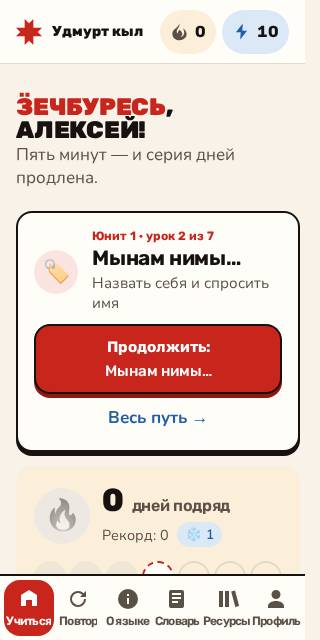 Удмурт кыл
0
10
ӞЕЧБУРЕСЬ,
АЛЕКСЕЙ!
Пять минут — и серия дней
продлена.
Юнит 1 • урок 2 из 7
Мынам нимы...
Назвать себя и спросить
имя
Продолжить:
Мынам нимы...
Весь путь →
0 дней подряд
Рекорд: 0
1
Учиться
Повтор
О языке
Словарь
Ресурсы
Профиль